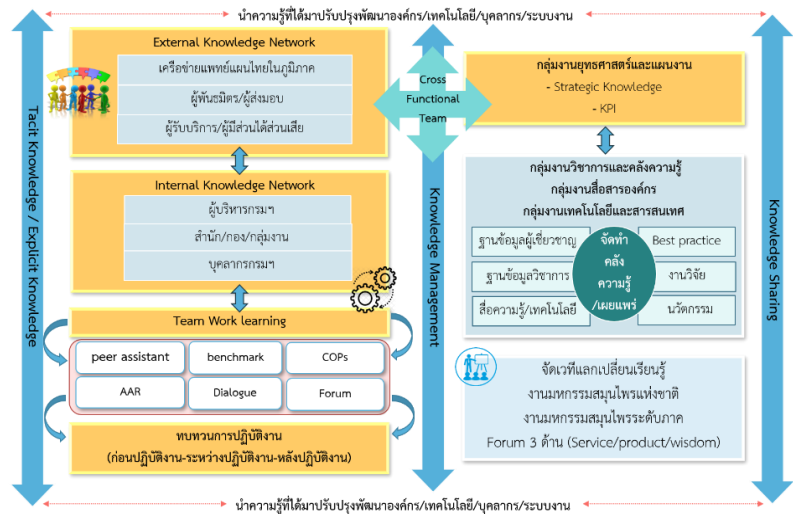 นำความรู้ที่ได้มาปรับปรุงพัฒนาองค์กร/เทคโนโลยี/บุคลากร/ระบบงาน
Tacit Knowledge / Explicit Knowledge
External Knowledge Network
เครือข่ายแพทย์แผนไทยในภูมิภาค
ผู้พันธมิตร/ผู้ส่งมอบ
ผู้รับบริการ/ผู้มีส่วนได้ส่วนเสีย
Internal Knowledge Network
ผู้บริหารกรมฯ
สำนัก/กอง/กลุ่มงาน
บุคลากรกรมฯ
Team Work learning
peer assistant
benchmark
COPs
AAR
Dialogue
Forum
ทบทวนการปฏิบัติงาน
(ก่อนปฏิบัติงาน-ระหว่างปฏิบัติงาน-หลังปฏิบัติงาน)
Cross
Functional
Team
Knowledge Management
กลุ่มงานยุทธศาสตร์และแผนงาน
- Strategic Knowledge
- KPI
กลุ่มงานวิชาการและคลังความรู้
กลุ่มงานสื่อสารองค์กร
กลุ่มงานเทคโนโลยีและสารสนเทศ
ฐานข้อมูลผู้เชี่ยวชาญ
ฐานข้อมูลวิชาการ
สื่อความรู้/เทคโนโลยี
จัดทำ
คลัง
ความรู้
/เผยแพร่
Best practice
งานวิจัย
นวัตกรรม
จัดเวทีแลกเปลี่ยนเรียนรู้
งานมหกรรมสมุนไพรแห่งชาติ
งานมหกรรมสมุนไพรระดับภาค
Forum 3 ด้าน (Service/product/wisdom)
Knowledge Sharing
นำความรู้ที่ได้มาปรับปรุงพัฒนาองค์กร/เทคโนโลยี/บุคลากร/ระบบงาน